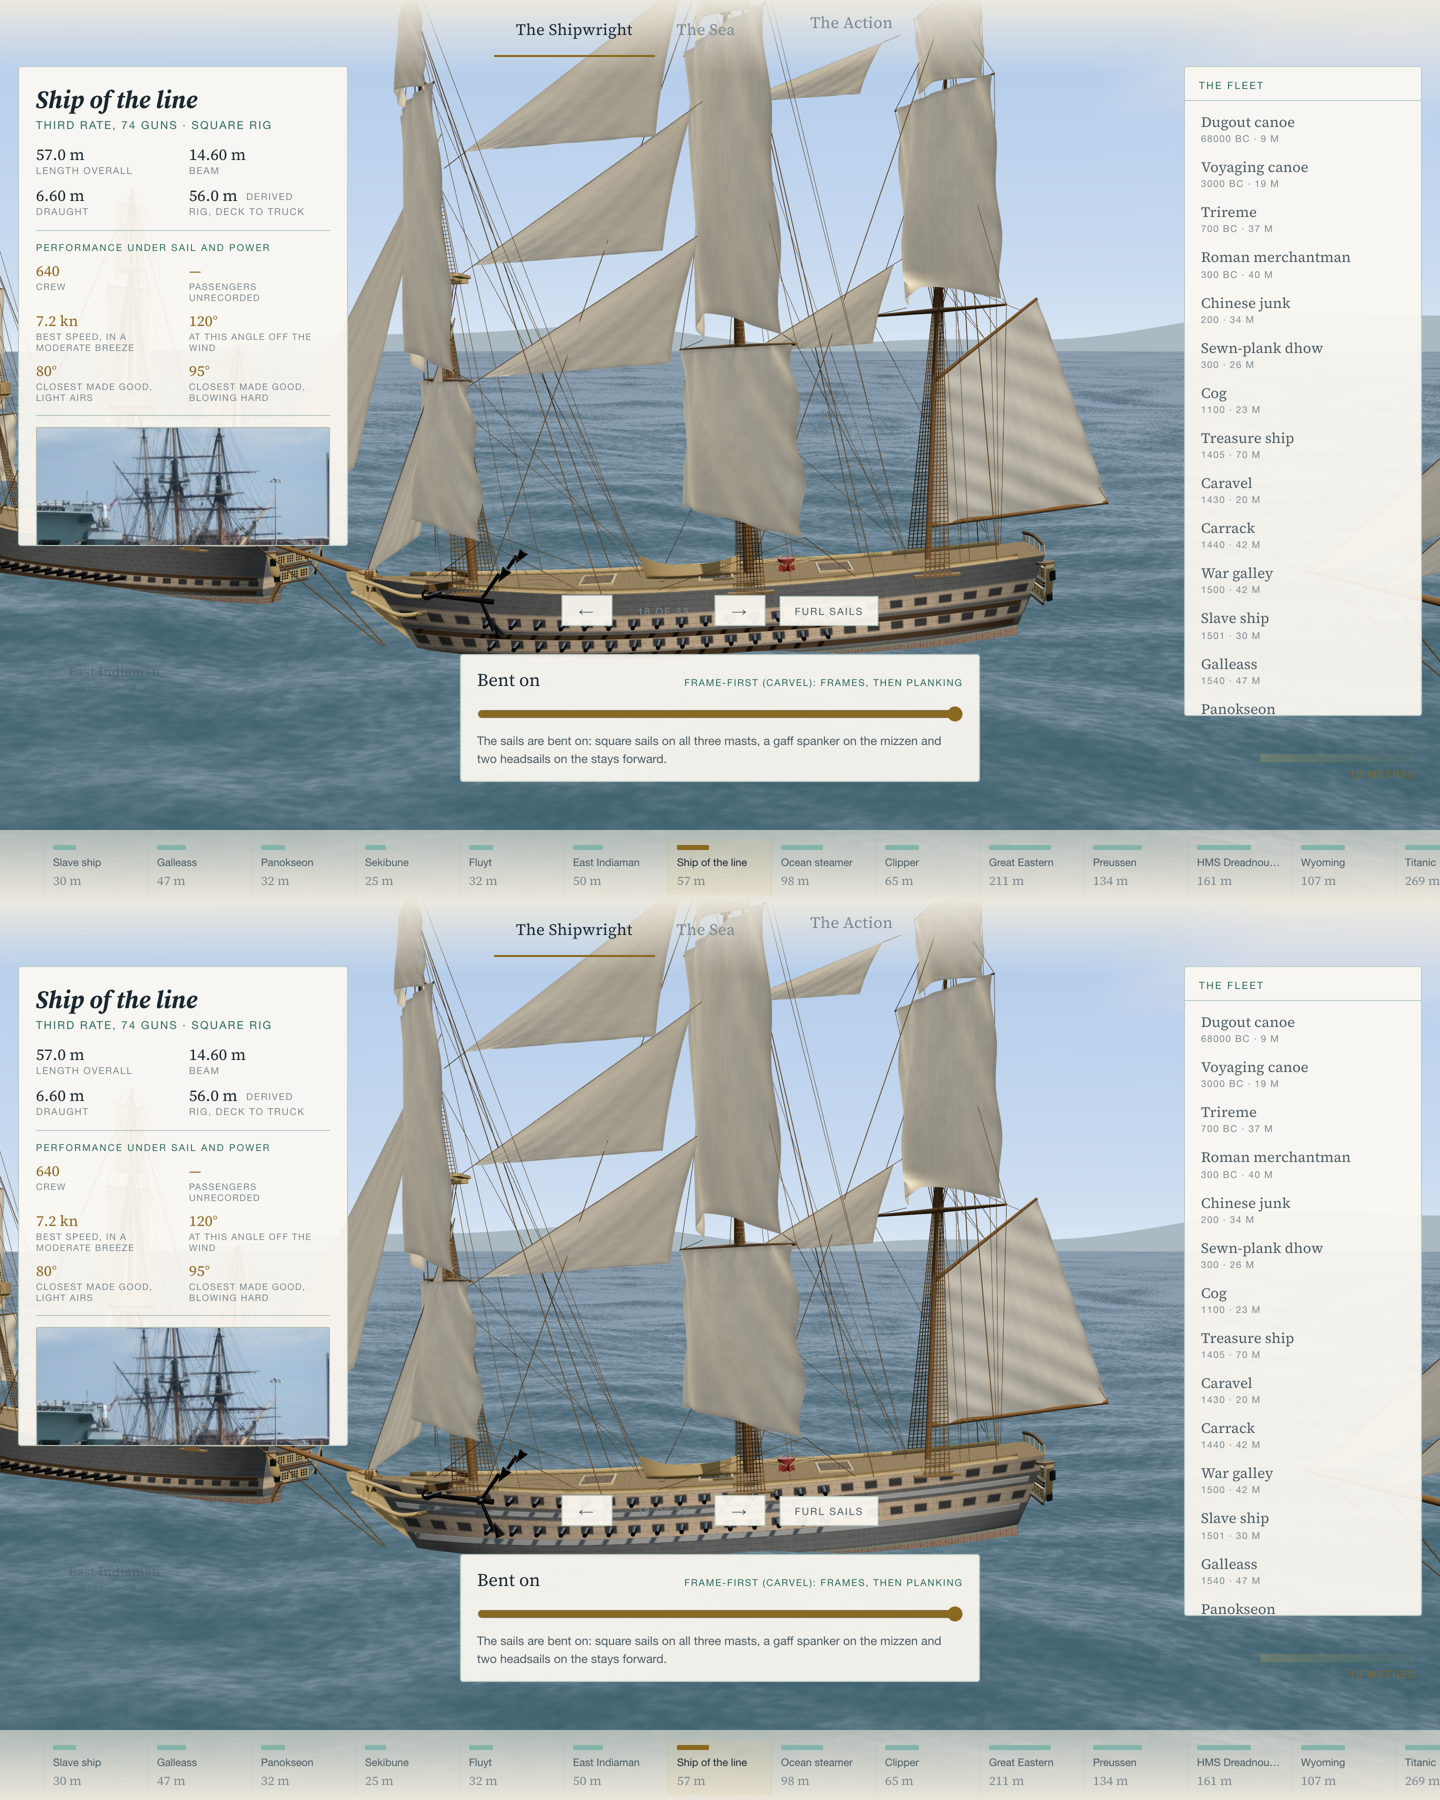 The Shipwright
The Sea
The Action
Ship of the line
THIRD RATE, 74 GUNS · SQUARE RIG
57.0 m
LENGTH OVERALL
14.60 m
BEAM
6.60 m
DRAUGHT
56.0 m DERIVED
RIG, DECK TO TRUCK
PERFORMANCE UNDER SAIL AND POWER
640
CREW
—
PASSENGERS
UNRECORDED
7.2 kn
BEST SPEED, IN A
MODERATE BREEZE
120°
AT THIS ANGLE OFF THE
WIND
80°
CLOSEST MADE GOOD,
LIGHT AIRS
95°
CLOSEST MADE GOOD,
BLOWING HARD
THE FLEET
Dugout canoe
68000 BC · 9 M
Voyaging canoe
3000 BC · 19 M
Trireme
700 BC · 37 M
Roman merchantman
300 BC · 40 M
Chinese junk
200 · 34 M
Sewn-plank dhow
300 · 26 M
Cog
1100 · 23 M
Treasure ship
1405 · 70 M
Caravel
1430 · 20 M
Carrack
1440 · 42 M
War galley
1500 · 42 M
Slave ship
1501 · 30 M
Galleass
1540 · 47 M
Panokseon
←
18 OF 33
→
FURL SAILS
East Indiaman
Bent on
FRAME-FIRST (CARVEL): FRAMES, THEN PLANKING
The sails are bent on: square sails on all three masts, a gaff spanker on the mizzen and
two headsails on the stays forward.
10 METRES
Slave ship
30 m
Galleass
47 m
Panokseon
32 m
Sekibune
25 m
Fluyt
32 m
East Indiaman
50 m
Ship of the line
57 m
Ocean steamer
98 m
Clipper
65 m
Great Eastern
211 m
Preussen
134 m
HMS Dreadnou...
161 m
Wyoming
107 m
Titanic
269 m
The Shipwright
The Sea
The Action
Ship of the line
THIRD RATE, 74 GUNS · SQUARE RIG
57.0 m
LENGTH OVERALL
14.60 m
BEAM
6.60 m
DRAUGHT
56.0 m DERIVED
RIG, DECK TO TRUCK
PERFORMANCE UNDER SAIL AND POWER
640
CREW
—
PASSENGERS
UNRECORDED
7.2 kn
BEST SPEED, IN A
MODERATE BREEZE
120°
AT THIS ANGLE OFF THE
WIND
80°
CLOSEST MADE GOOD,
LIGHT AIRS
95°
CLOSEST MADE GOOD,
BLOWING HARD
THE FLEET
Dugout canoe
68000 BC · 9 M
Voyaging canoe
3000 BC · 19 M
Trireme
700 BC · 37 M
Roman merchantman
300 BC · 40 M
Chinese junk
200 · 34 M
Sewn-plank dhow
300 · 26 M
Cog
1100 · 23 M
Treasure ship
1405 · 70 M
Caravel
1430 · 20 M
Carrack
1440 · 42 M
War galley
1500 · 42 M
Slave ship
1501 · 30 M
Galleass
1540 · 47 M
Panokseon
←
→
FURL SAILS
East Indiaman
Bent on
FRAME-FIRST (CARVEL): FRAMES, THEN PLANKING
The sails are bent on: square sails on all three masts, a gaff spanker on the mizzen and
two headsails on the stays forward.
10 METRES
Slave ship
30 m
Galleass
47 m
Panokseon
32 m
Sekibune
25 m
Fluyt
32 m
East Indiaman
50 m
Ship of the line
57 m
Ocean steamer
98 m
Clipper
65 m
Great Eastern
211 m
Preussen
134 m
HMS Dreadnou...
161 m
Wyoming
107 m
Titanic
269 m